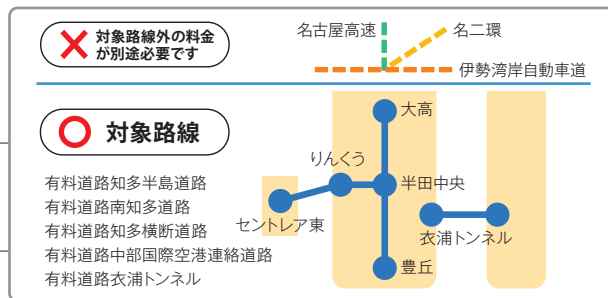 対象路線外の料金
が別途必要です
名古屋高速
名二環
伊勢湾岸自動車道
対象路線
有料道路知多半島道路
有料道路南知多道路
有料道路知多横断道路
有料道路中部国際空港連絡道路
有料道路衣浦トンネル
大高
りんくう
半田中央
セントレア東
衣浦トンネル
豊丘